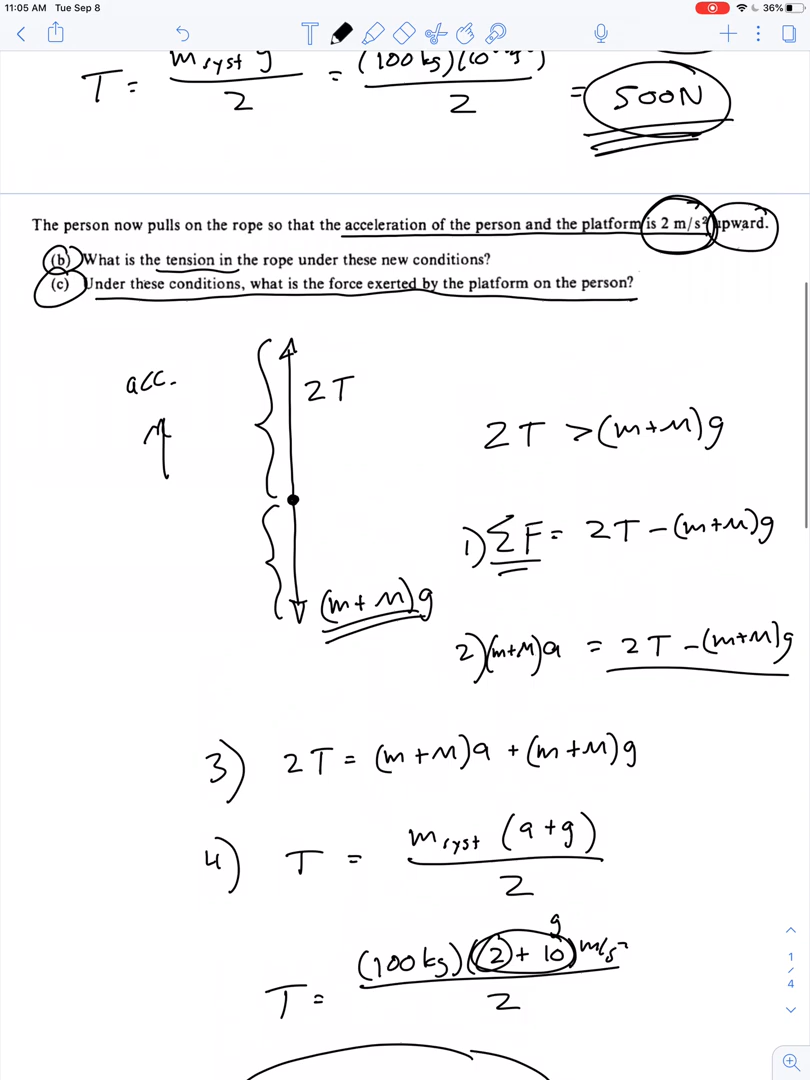 11:05 AM Tue Sep 8
36%
T = m syst g / 2 = (100 kg)(10 m/s²) / 2 = 500N
The person now pulls on the rope so that the acceleration of the person and the platform is 2 m/s² upward.
(b) What is the tension in the rope under these new conditions?
(c) Under these conditions, what is the force exerted by the platform on the person?
acc.
2T
2T > (m+M)g
1) ΣF = 2T - (m+M)g
(m+M)g
2) (m+M)a = 2T - (m+M)g
3) 2T = (m+M)a + (m+M)g
4) T = m syst (a+g) / 2
g
T = (100 kg)(2 + 10) m/s² / 2
1 / 4